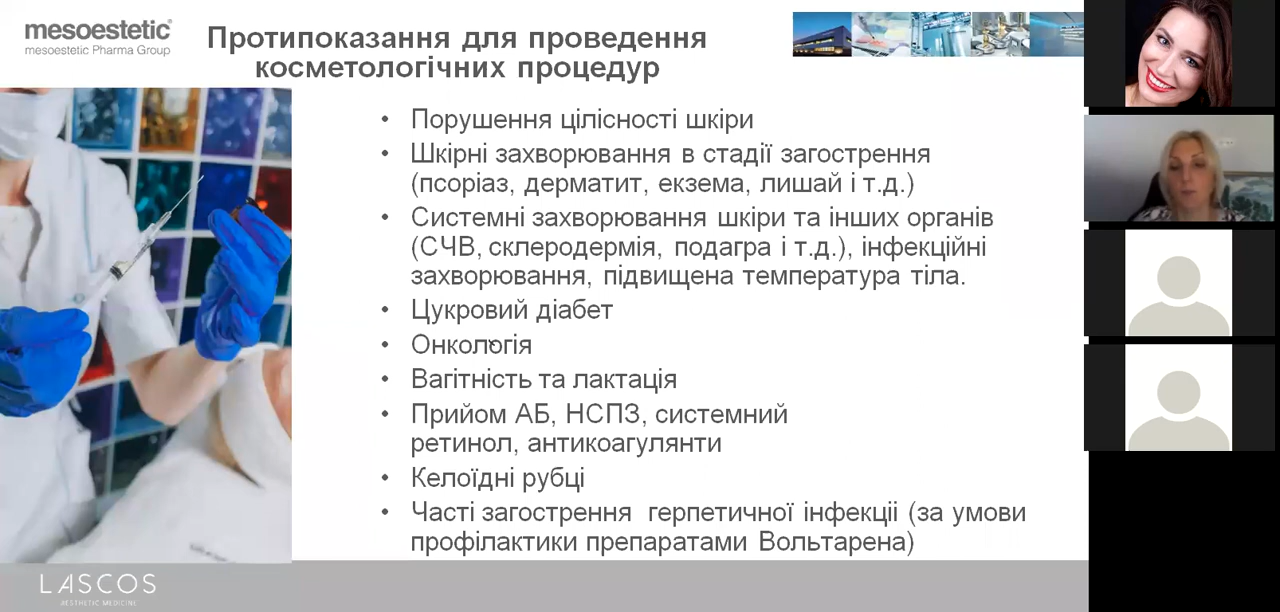 mesoestetic®
mesoestetic Pharma Group
Протипоказання для проведення
косметологічних процедур
• Порушення цілісності шкіри
• Шкірні захворювання в стадії загострення
(псоріаз, дерматит, екзема, лишай і т.д.)
• Системні захворювання шкіри та інших органів
(СЧВ, склеродермія, подагра і т.д.), інфекційні
захворювання, підвищена температура тіла.
• Цукровий діабет
• Онкологія
• Вагітність та лактація
• Прийом АБ, НСПЗ, системний
ретинол, антикоагулянти
• Келоїдні рубці
• Часті загострення герпетичної інфекціі (за умови
профілактики препаратами Вольтарена)
LASCOS
AESTHETIC MEDICINE